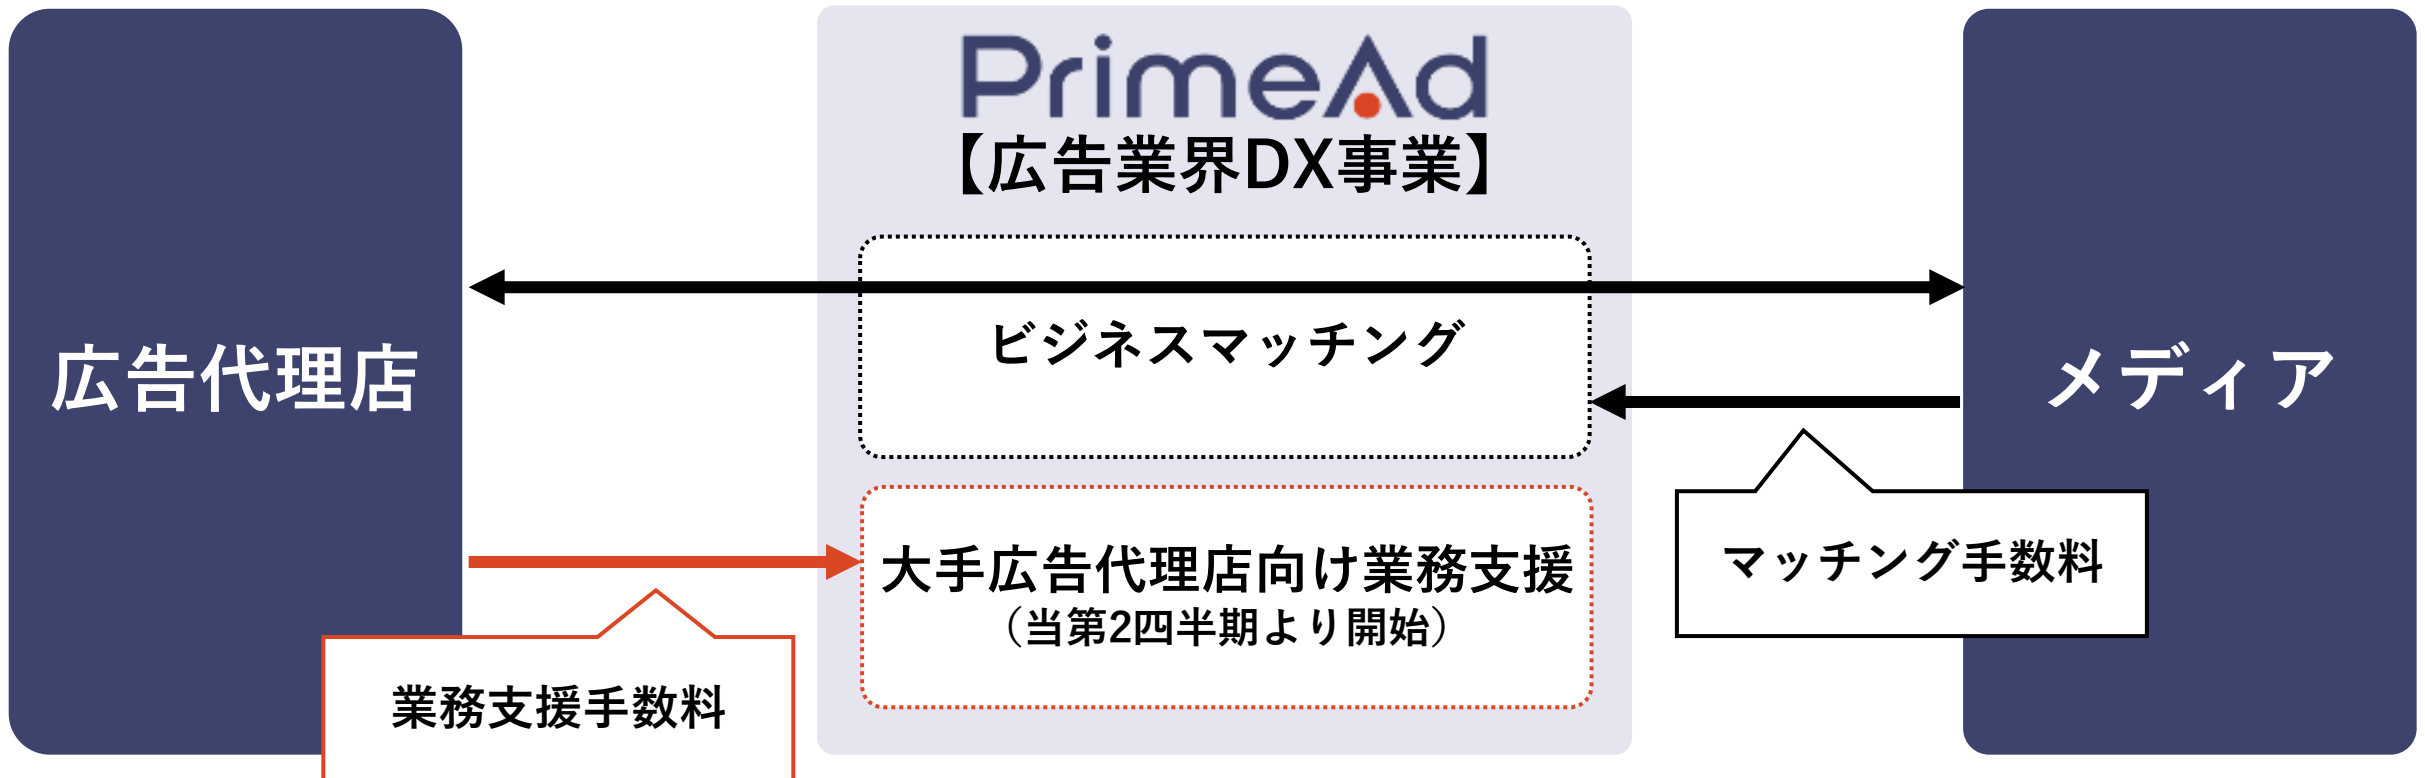 PrimeAd
【広告業界DX事業】
広告代理店
ビジネスマッチング
メディア
マッチング手数料
大手広告代理店向け業務支援
（当第2四半期より開始）
業務支援手数料